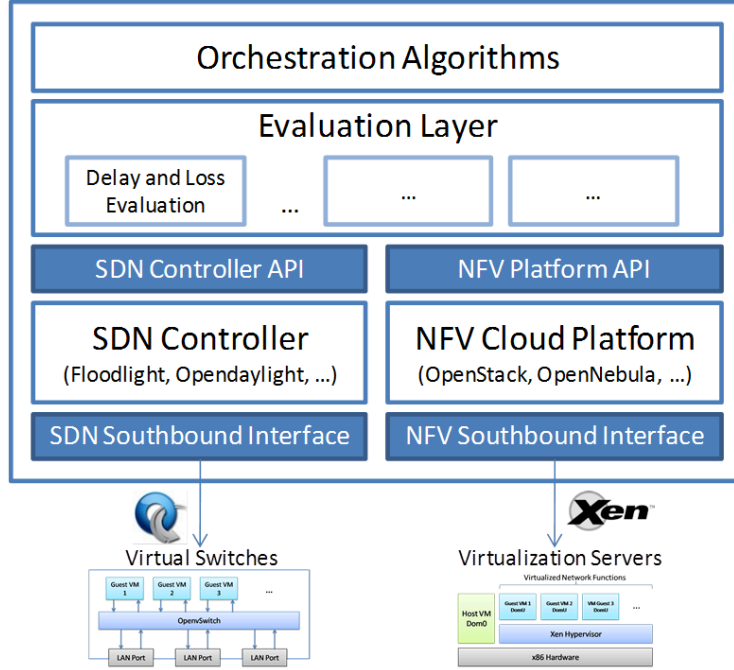 Orchestration Algorithms
Evaluation Layer
Delay and Loss
Evaluation
...
...
...
SDN Controller API
NFV Platform API
SDN Controller
(Floodlight, Opendaylight, ...)
NFV Cloud Platform
(OpenStack, OpenNebula, ...)
SDN Southbound Interface
NFV Southbound Interface
Xen™
Virtual Switches
Guest VM
1
Guest VM
2
Guest VM
3
...
OpenvSwitch
LAN Port
LAN Port
LAN Port
Virtualization Servers
Virtualized Network Functions
Host VM
Dom0
Guest VM 1
DomU
Guest VM 2
DomU
VM Guest 3
DomU
...
Xen Hypervisor
x86 Hardware